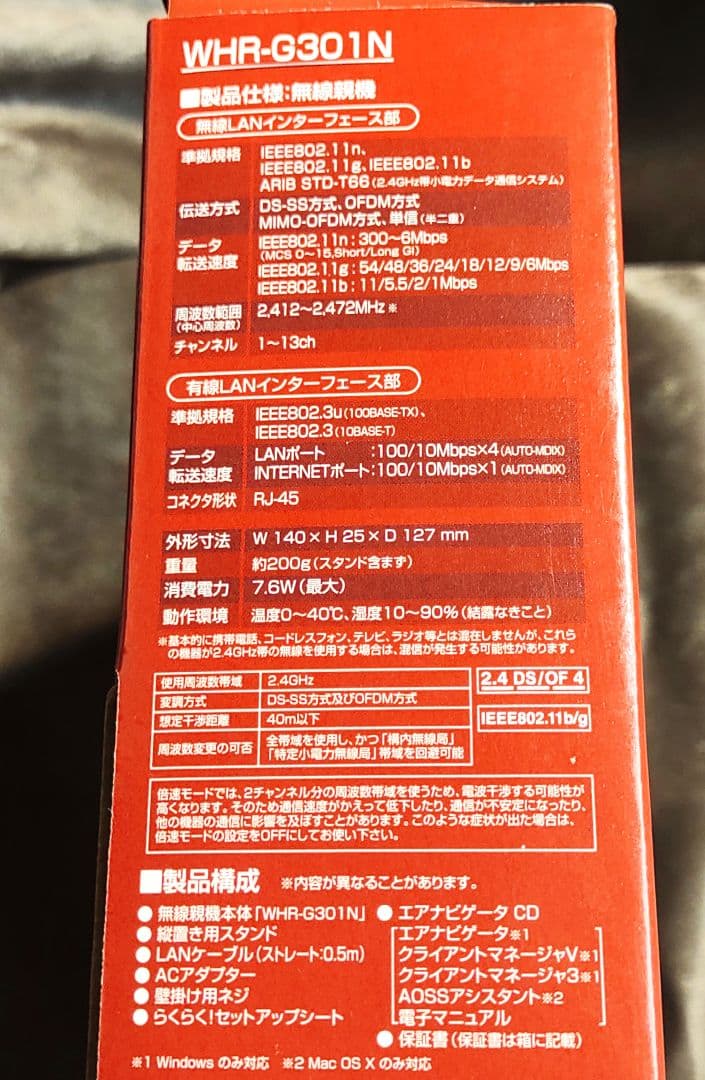 WHR-G301N
■製品仕様:無線親機
無線LANインターフェース部
準拠規格 IEEE802.11n、
IEEE802.11g、IEEE802.11b
ARIB STD-T66(2.4GHz帯小電力データ通信システム)
伝送方式 DS-SS方式、OFDM方式
MIMO-OFDM方式、単信(半二重)
データ転送速度 IEEE802.11n:300~6Mbps
(MCS 0~15,Short/Long GI)
IEEE802.11g:54/48/36/24/18/12/9/6Mbps
IEEE802.11b:11/5.5/2/1Mbps
周波数範囲 2,412~2,472MHz※
(中心周波数)
チャンネル 1~13ch
有線LANインターフェース部
準拠規格 IEEE802.3u(100BASE-TX)、
IEEE802.3(10BASE-T)
データ LANポート :100/10Mbps×4(AUTO-MDIX)
転送速度 INTERNETポート:100/10Mbps×1(AUTO-MDIX)
コネクタ形状 RJ-45
外形寸法 W 140×H 25×D 127 mm
重量 約200g(スタンド含まず)
消費電力 7.6W(最大)
動作環境 温度0~40℃、湿度10~90%(結露なきこと)
※基本的に携帯電話、コードレスフォン、テレビ、ラジオ等とは混在しませんが、これら
の機器が2.4GHz帯の無線を使用する場合は、混信が発生する可能性があります。
使用周波数帯域 2.4GHz
変調方式 DS-SS方式及びOFDM方式
想定干渉距離 40m以下
周波数変更の可否 全帯域を使用し、かつ「構内無線局」
「特定小電力無線局」帯域を回避可能
2.4 DS/OF 4
IEEE802.11b/g
倍速モードでは、2チャンネル分の周波数帯域を使うため、電波干渉する可能性が
高くなります。そのため通信速度がかえって低下したり、通信が不安定になったり、
他の機器の通信に影響を及ぼすことがあります。このような症状が出た場合は、
倍速モードの設定をOFFにしてお使い下さい。
■製品構成 ※内容が異なることがあります。
● 無線親機本体「WHR-G301N」
● 縦置き用スタンド
● LANケーブル(ストレート:0.5m)
● ACアダプター
● 壁掛け用ネジ
● らくらく!セットアップシート
● エアナビゲータ CD
エアナビゲータ※1
クライアントマネージャV※1
クライアントマネージャ3※1
AOSSアシスタント※2
電子マニュアル
● 保証書(保証書は箱に記載)
※1 Windows のみ対応 ※2 Mac OS X のみ対応